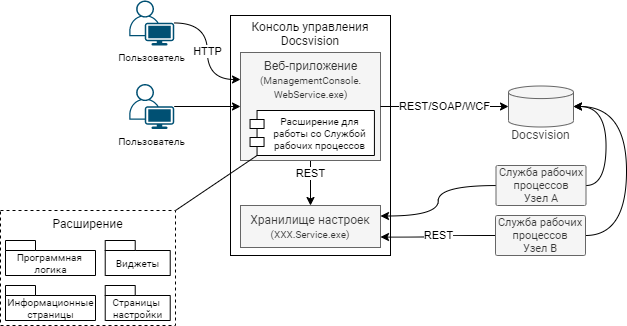 Пользователь
HTTP
Пользователь
Консоль управления
Docsvision
Веб-приложение
(ManagementConsole.
WebService.exe)
Расширение для
работы со Службой
рабочих процессов
REST/SOAP/WCF
Docsvision
REST
Хранилище настроек
(XXX.Service.exe)
Служба рабочих
процессов
Узел A
REST
Служба рабочих
процессов
Узел B
Расширение
Программная
логика
Виджеты
Информационные
страницы
Страницы
настройки